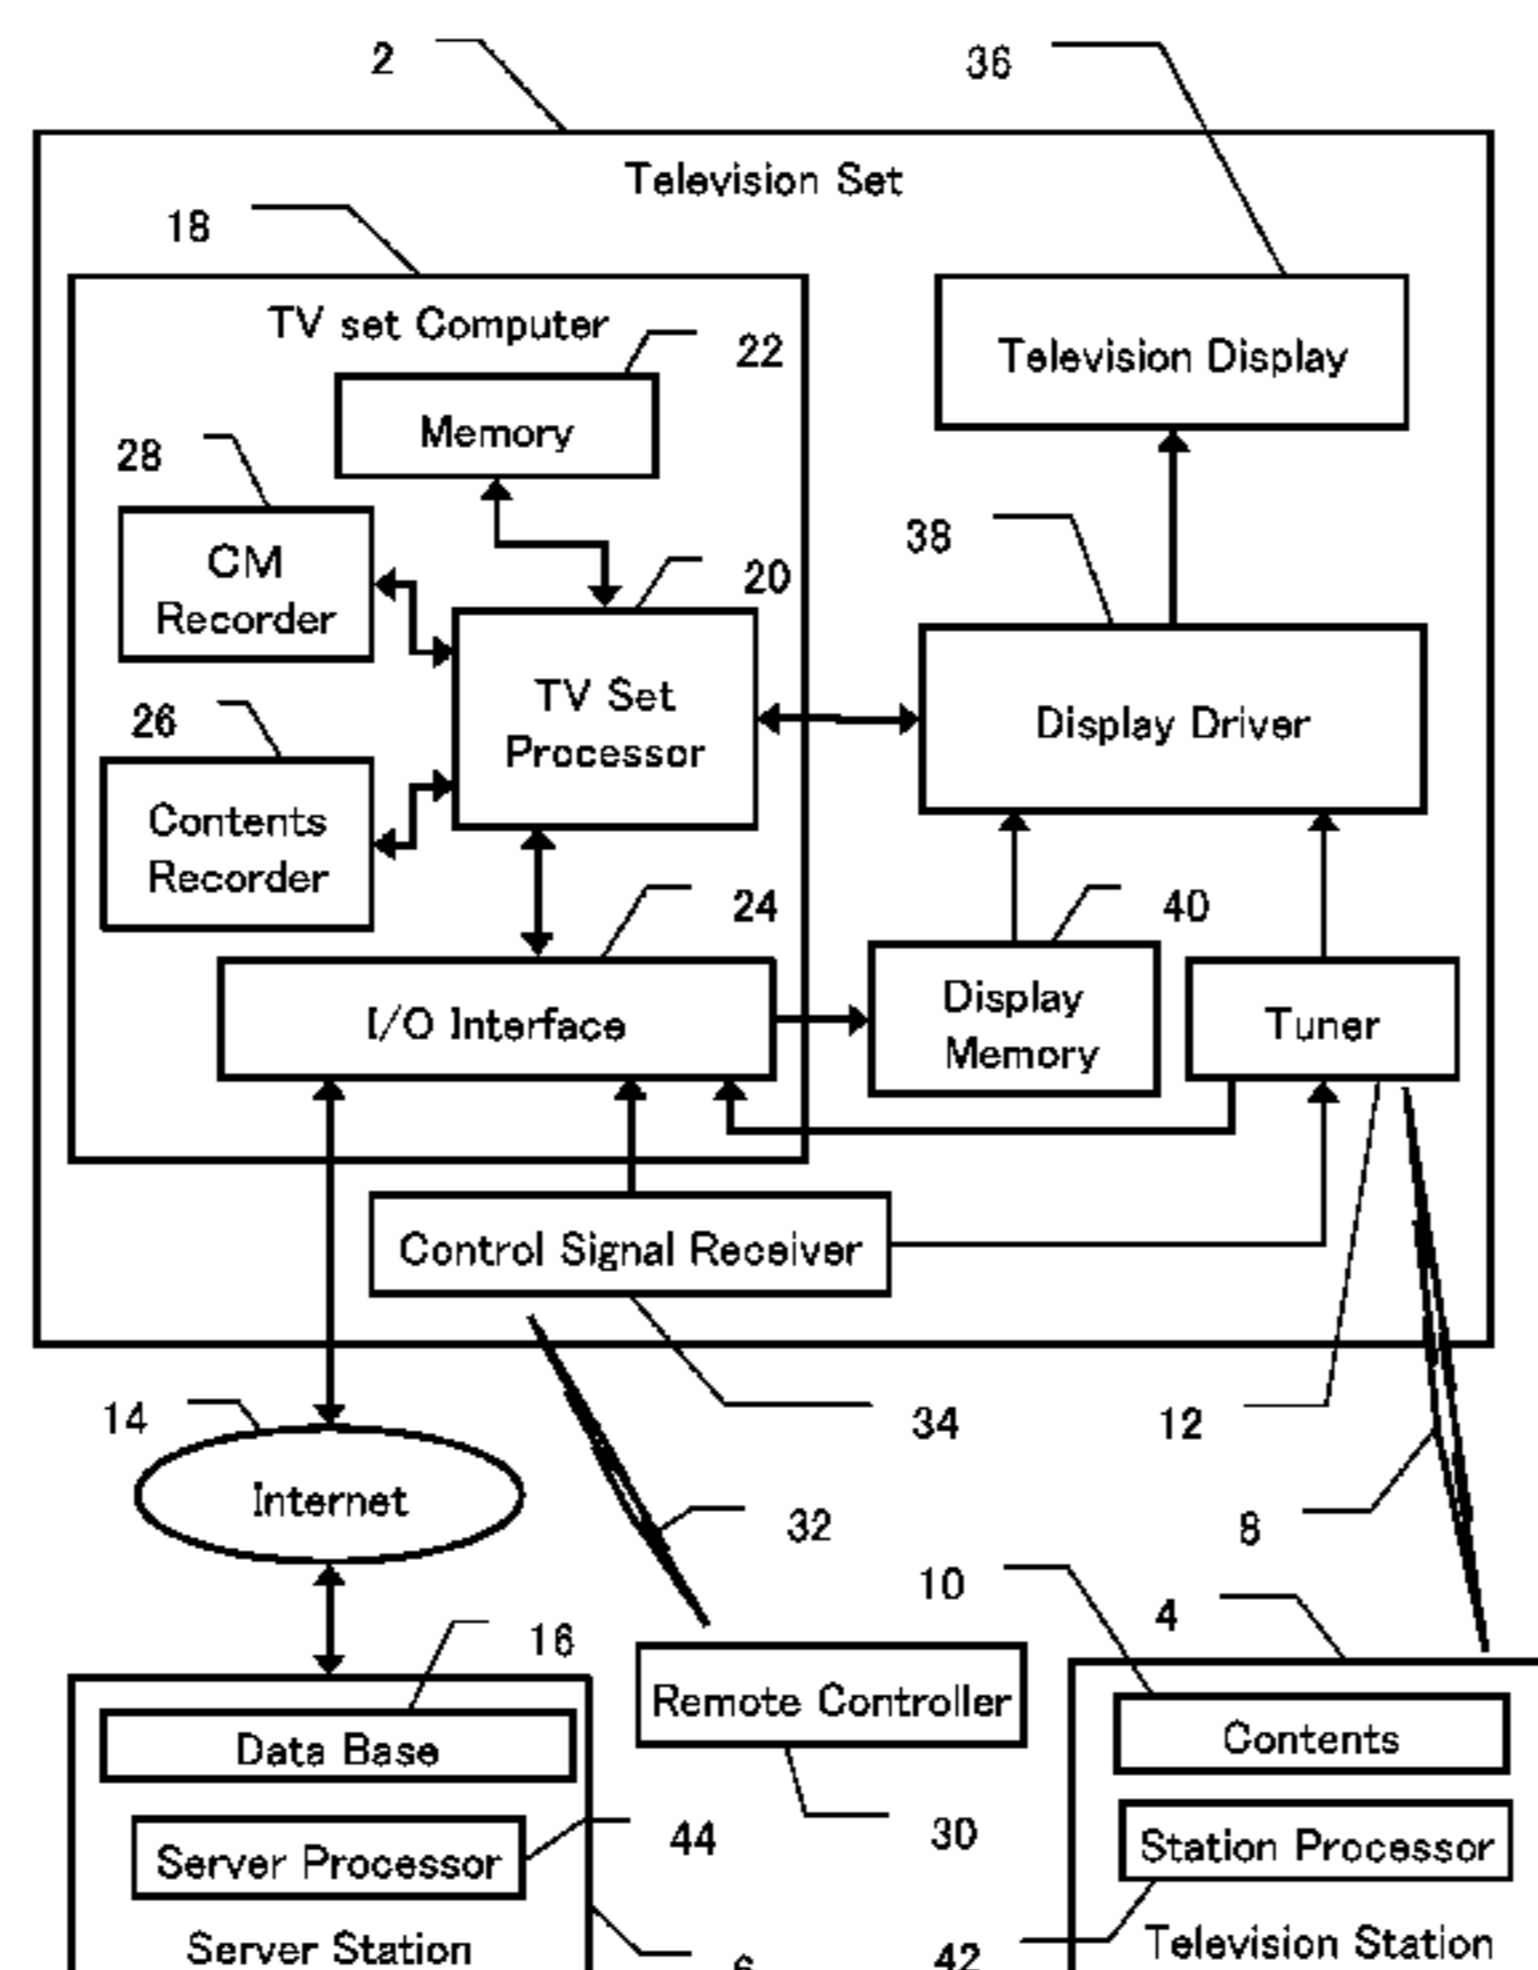 2
36
Television Set
18
TV set Computer
22
Television Display
Memory
28
38
CM
Recorder
20
TV Set
Processor
Display Driver
26
Contents
Recorder
24
40
I/O Interface
Display
Memory
Tuner
Control Signal Receiver
14
34
12
Internet
32
8
10
4
16
Remote Controller
Contents
Data Base
44
30
Server Processor
Station Processor
Server Station
6
42
Television Station